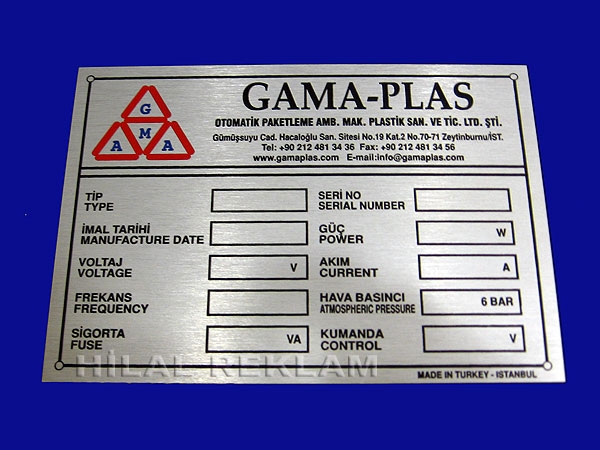 G
M
A A
GAMA-PLAS
OTOMATİK PAKETLEME AMB. MAK. PLASTİK SAN. VE TİC. LTD. ŞTİ.
Gümüşsuyu Cad. Hacaloğlu San. Sitesi No.19 Kat.2 No.70-71 Zeytinburnu/İST.
Tel: +90 212 481 34 36 Fax: +90 212 481 34 56
www.gamaplas.com E-mail:info@gamaplas.com
TİP
TYPE
SERİ NO
SERIAL NUMBER
İMAL TARİHİ
MANUFACTURE DATE
GÜÇ
POWER
W
VOLTAJ
VOLTAGE
V
AKIM
CURRENT
A
FREKANS
FREQUENCY
HAVA BASINCI
ATMOSPHERIC PRESSURE
6 BAR
SİGORTA
FUSE
VA
KUMANDA
CONTROL
V
HİLAL REKLAM
MADE IN TURKEY - ISTANBUL